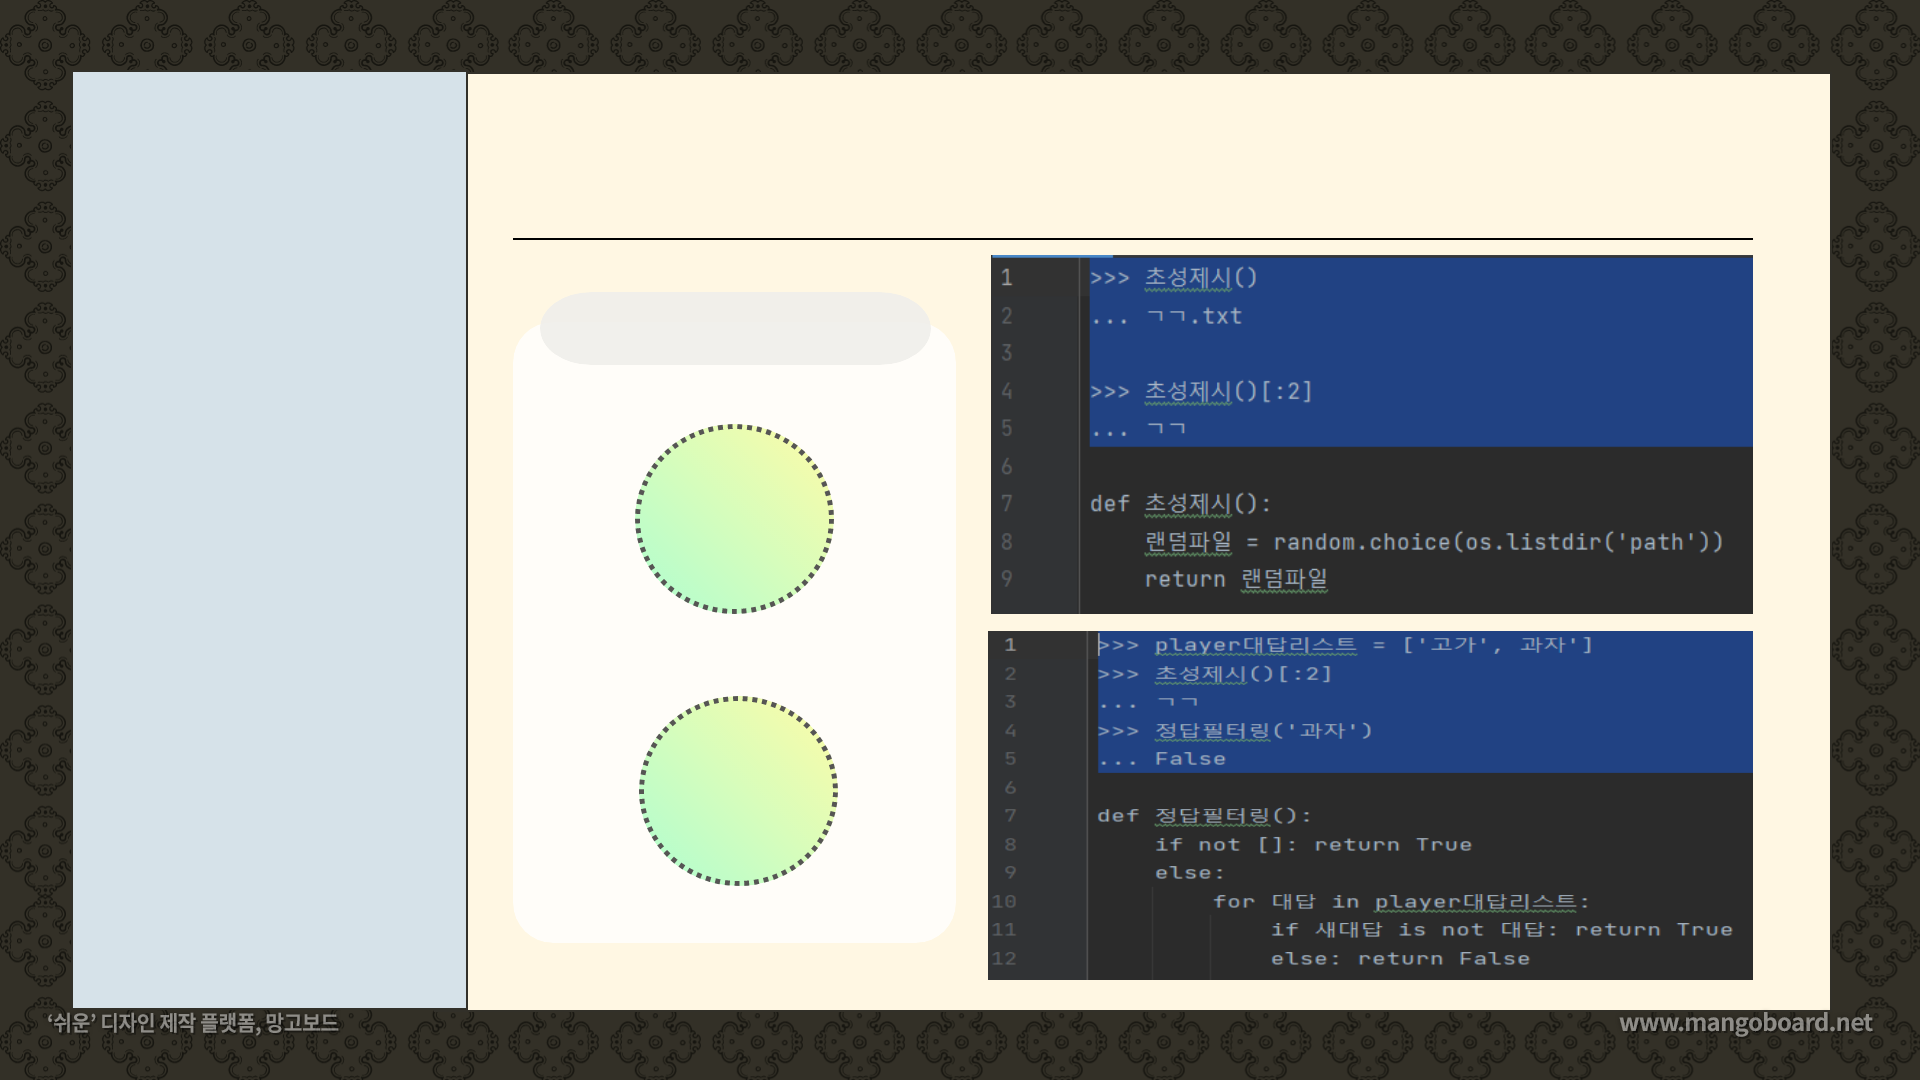 1 >>> 초성제시()
2 ... ㄱㄱ.txt
3
4 >>> 초성제시()[:2]
5 ... ㄱㄱ
6
7 def 초성제시():
8     랜덤파일 = random.choice(os.listdir('path'))
9     return 랜덤파일
1 >>> player대답리스트 = ['고가', 과자']
2 >>> 초성제시()[:2]
3 ... ㄱㄱ
4 >>> 정답필터링('과자')
5 ... False
6
7 def 정답필터링():
8     if not []: return True
9     else:
10         for 대답 in player대답리스트:
11             if 새대답 is not 대답: return True
12             else: return False
‘쉬운’ 디자인 제작 플랫폼, 망고보드
www.mangoboard.net